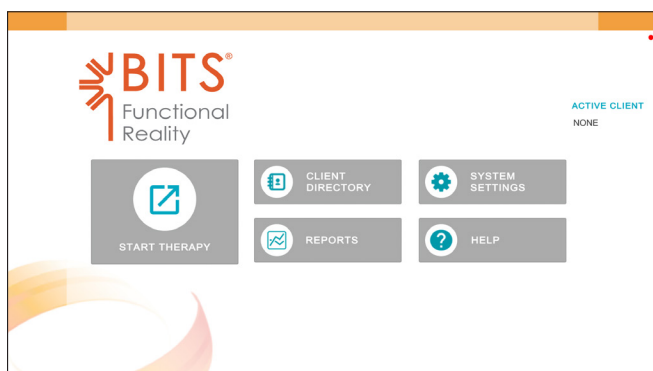 BITS®
Functional
Reality
ACTIVE CLIENT
NONE
START THERAPY
CLIENT
DIRECTORY
SYSTEM
SETTINGS
REPORTS
HELP